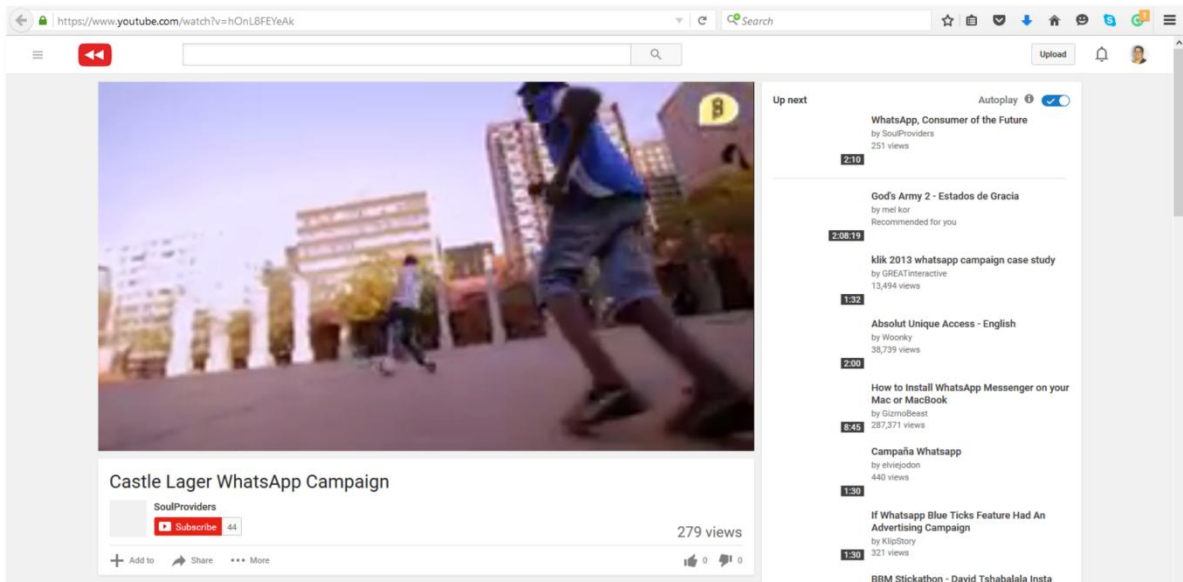 https://www.youtube.com/watch?v=hOnL8FEYeAk
Search
Upload
Up next
Autoplay
WhatsApp, Consumer of the Future
by SoulProviders
251 views
2:10
God's Army 2 - Estados de Gracia
by mel kor
Recommended for you
2:08:19
klik 2013 whatsapp campaign case study
by GREATinteractive
13,494 views
1:32
Absolut Unique Access - English
by Woonky
38,739 views
2:00
How to Install WhatsApp Messenger on your
Mac or MacBook
by GizmoBeast
287,371 views
8:45
Campaña Whatsapp
by elviejodon
440 views
1:30
If Whatsapp Blue Ticks Feature Had An
Advertising Campaign
by KlipStory
321 views
1:30
BBM Stickathon - David Tshabalala Insta
Castle Lager WhatsApp Campaign
SoulProviders
Subscribe 44
279 views
Add to Share More
0 0